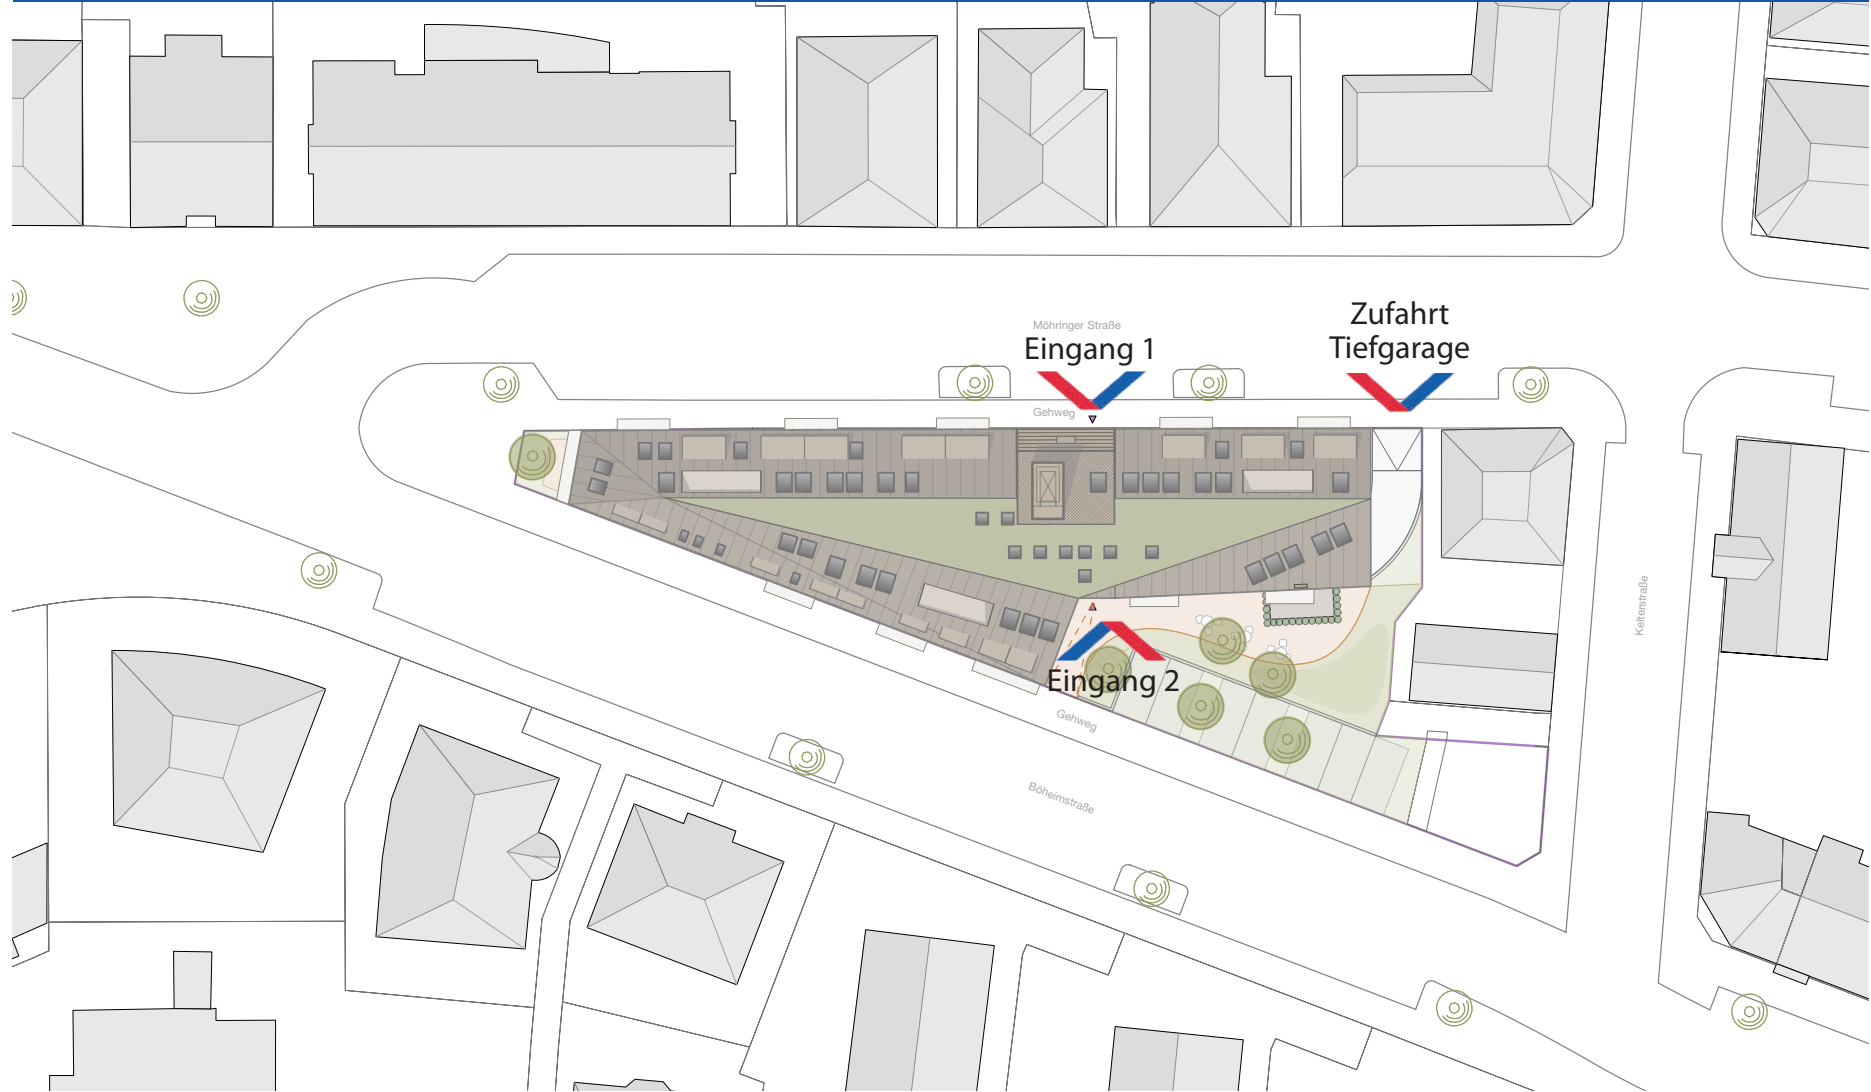 Zufahrt
Tiefgarage
Möhringer Straße
Eingang 1
Gehweg
Kelterstraße
Eingang 2
Gehweg
Böheimstraße